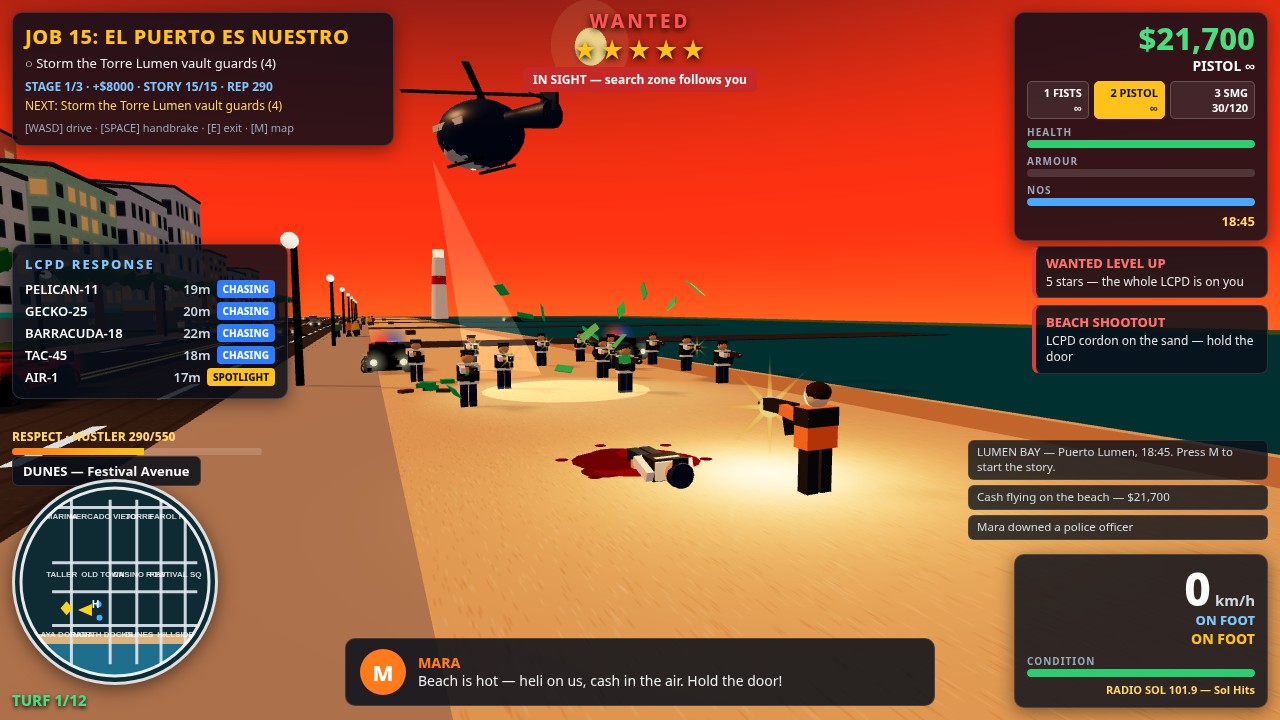 JOB 15: EL PUERTO ES NUESTRO
○ Storm the Torre Lumen vault guards (4)
STAGE 1/3 · +$8000 · STORY 15/15 · REP 290
NEXT: Storm the Torre Lumen vault guards (4)
[WASD] drive · [SPACE] handbrake · [E] exit · [M] map
WANTED
★ ★ ★ ★ ★
IN SIGHT — search zone follows you
$21,700
PISTOL ∞
1 FISTS
∞
2 PISTOL
∞
3 SMG
30/120
HEALTH
ARMOUR
NOS
18:45
LCPD RESPONSE
PELICAN-11 19m CHASING
GECKO-25 20m CHASING
BARRACUDA-18 22m CHASING
TAC-45 18m CHASING
AIR-1 17m SPOTLIGHT
WANTED LEVEL UP
5 stars — the whole LCPD is on you
BEACH SHOOTOUT
LCPD cordon on the sand — hold the
door
RESPECT · HUSTLER 290/550
DUNES — Festival Avenue
TALLER OLD TOWN
H
DUNES HILLSIDE
TURF 1/12
LUMEN BAY — Puerto Lumen, 18:45. Press M to
start the story.
Cash flying on the beach — $21,700
Mara downed a police officer
M
MARA
Beach is hot — heli on us, cash in the air. Hold the door!
0 km/h
ON FOOT
ON FOOT
CONDITION
RADIO SOL 101.9 — Sol Hits